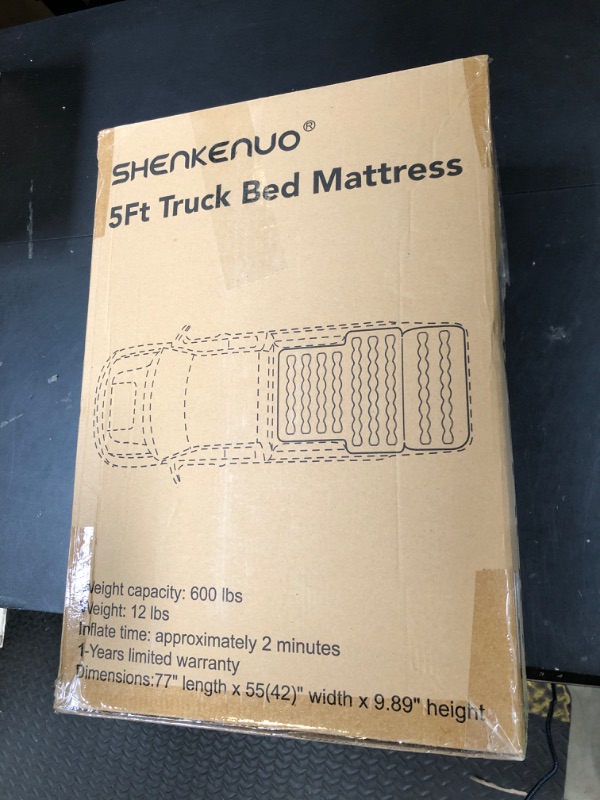 SHENKENUO®
5Ft Truck Bed Mattress
Weight capacity: 600 lbs
Weight: 12 lbs
Inflate time: approximately 2 minutes
1-Years limited warranty
Dimensions:77" length x 55(42)" width x 9.89" height